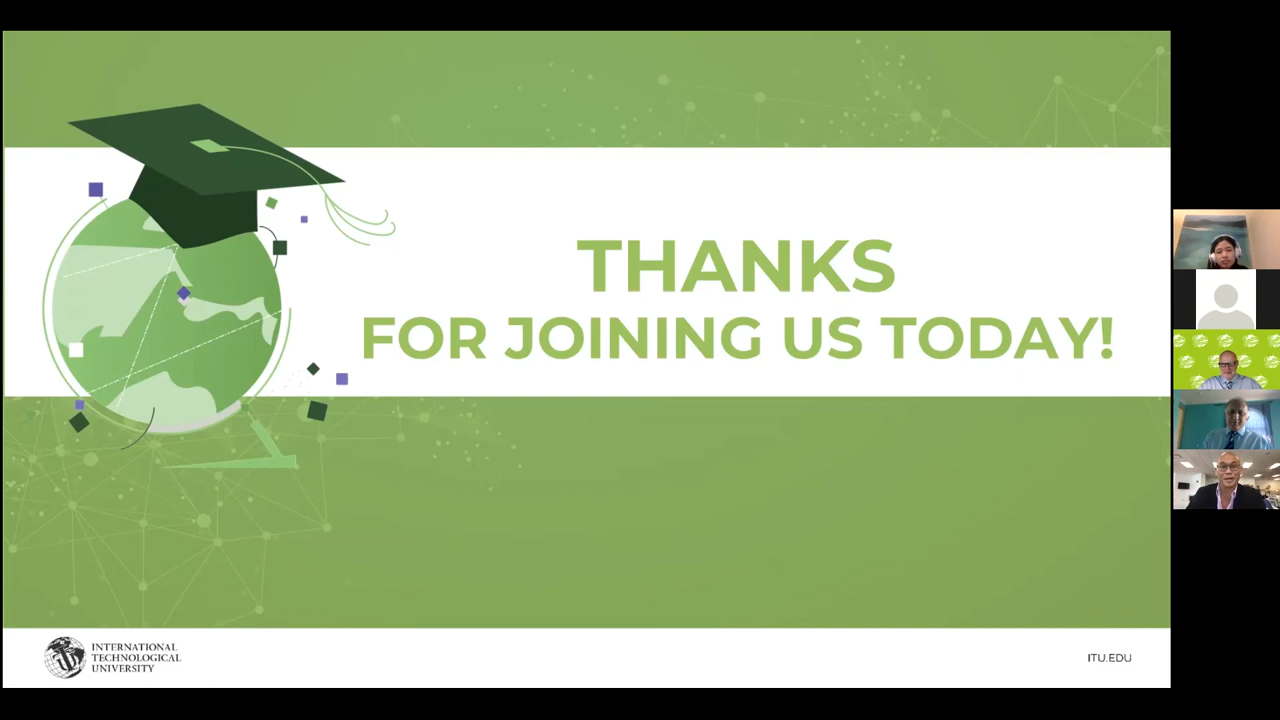 THANKS
FOR JOINING US TODAY!
INTERNATIONAL
TECHNOLOGICAL
UNIVERSITY
ITU.EDU